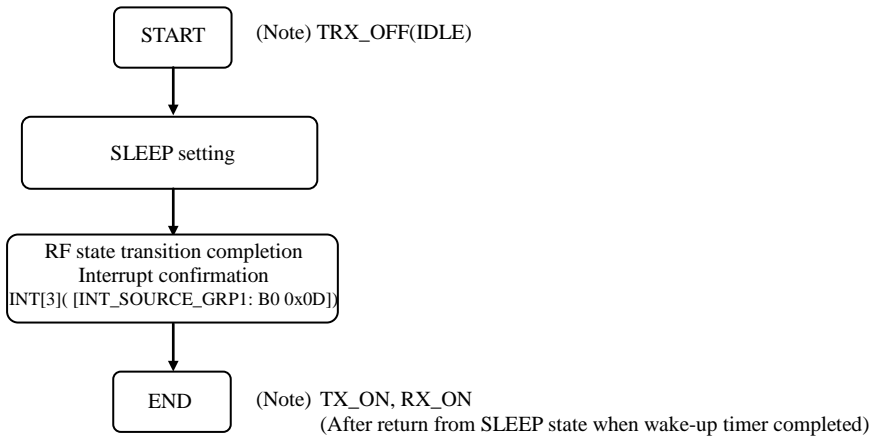 START
(Note) TRX_OFF(IDLE)
SLEEP setting
RF state transition completion
Interrupt confirmation
INT[3]( [INT_SOURCE_GRP1: B0 0x0D])
END
(Note) TX_ON, RX_ON
(After return from SLEEP state when wake-up timer completed)